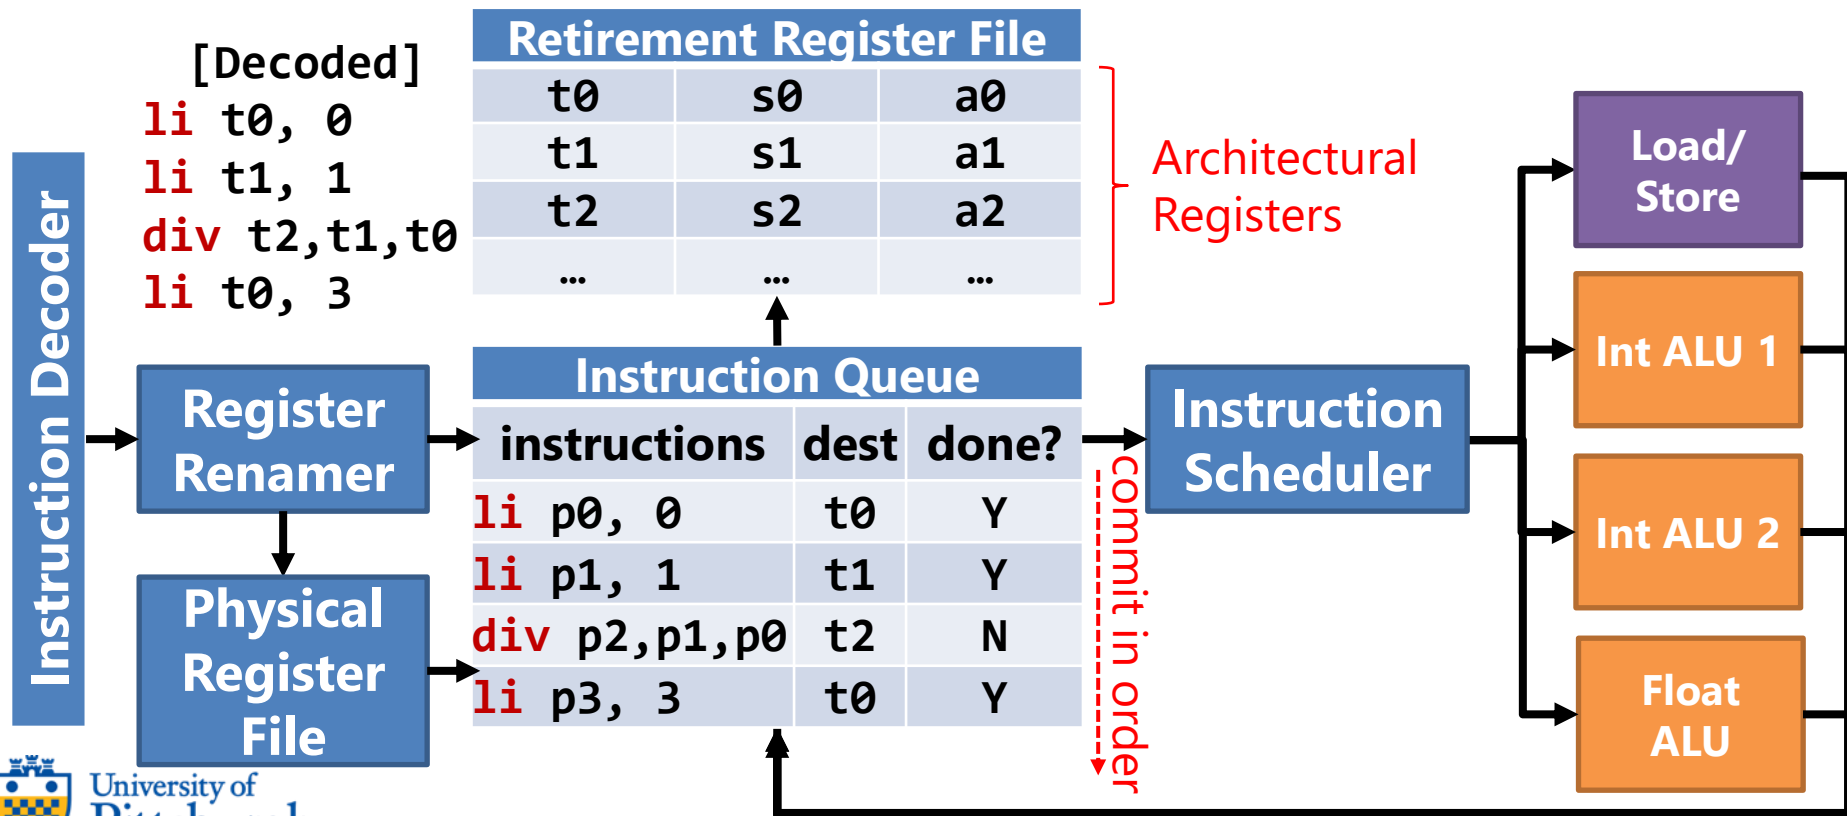 [Decoded]
li t0, 0
li t1, 1
div t2,t1,t0
li t0, 3
Instruction Decoder
Retirement Register File
t0 s0 a0
t1 s1 a1
t2 s2 a2
… … …
Architectural
Registers
Register
Renamer
Physical
Register
File
Instruction Queue
instructions dest done?
li p0, 0 t0 Y
li p1, 1 t1 Y
div p2,p1,p0 t2 N
li p3, 3 t0 Y
commit in order
Instruction
Scheduler
Load/
Store
Int ALU 1
Int ALU 2
Float
ALU
University of